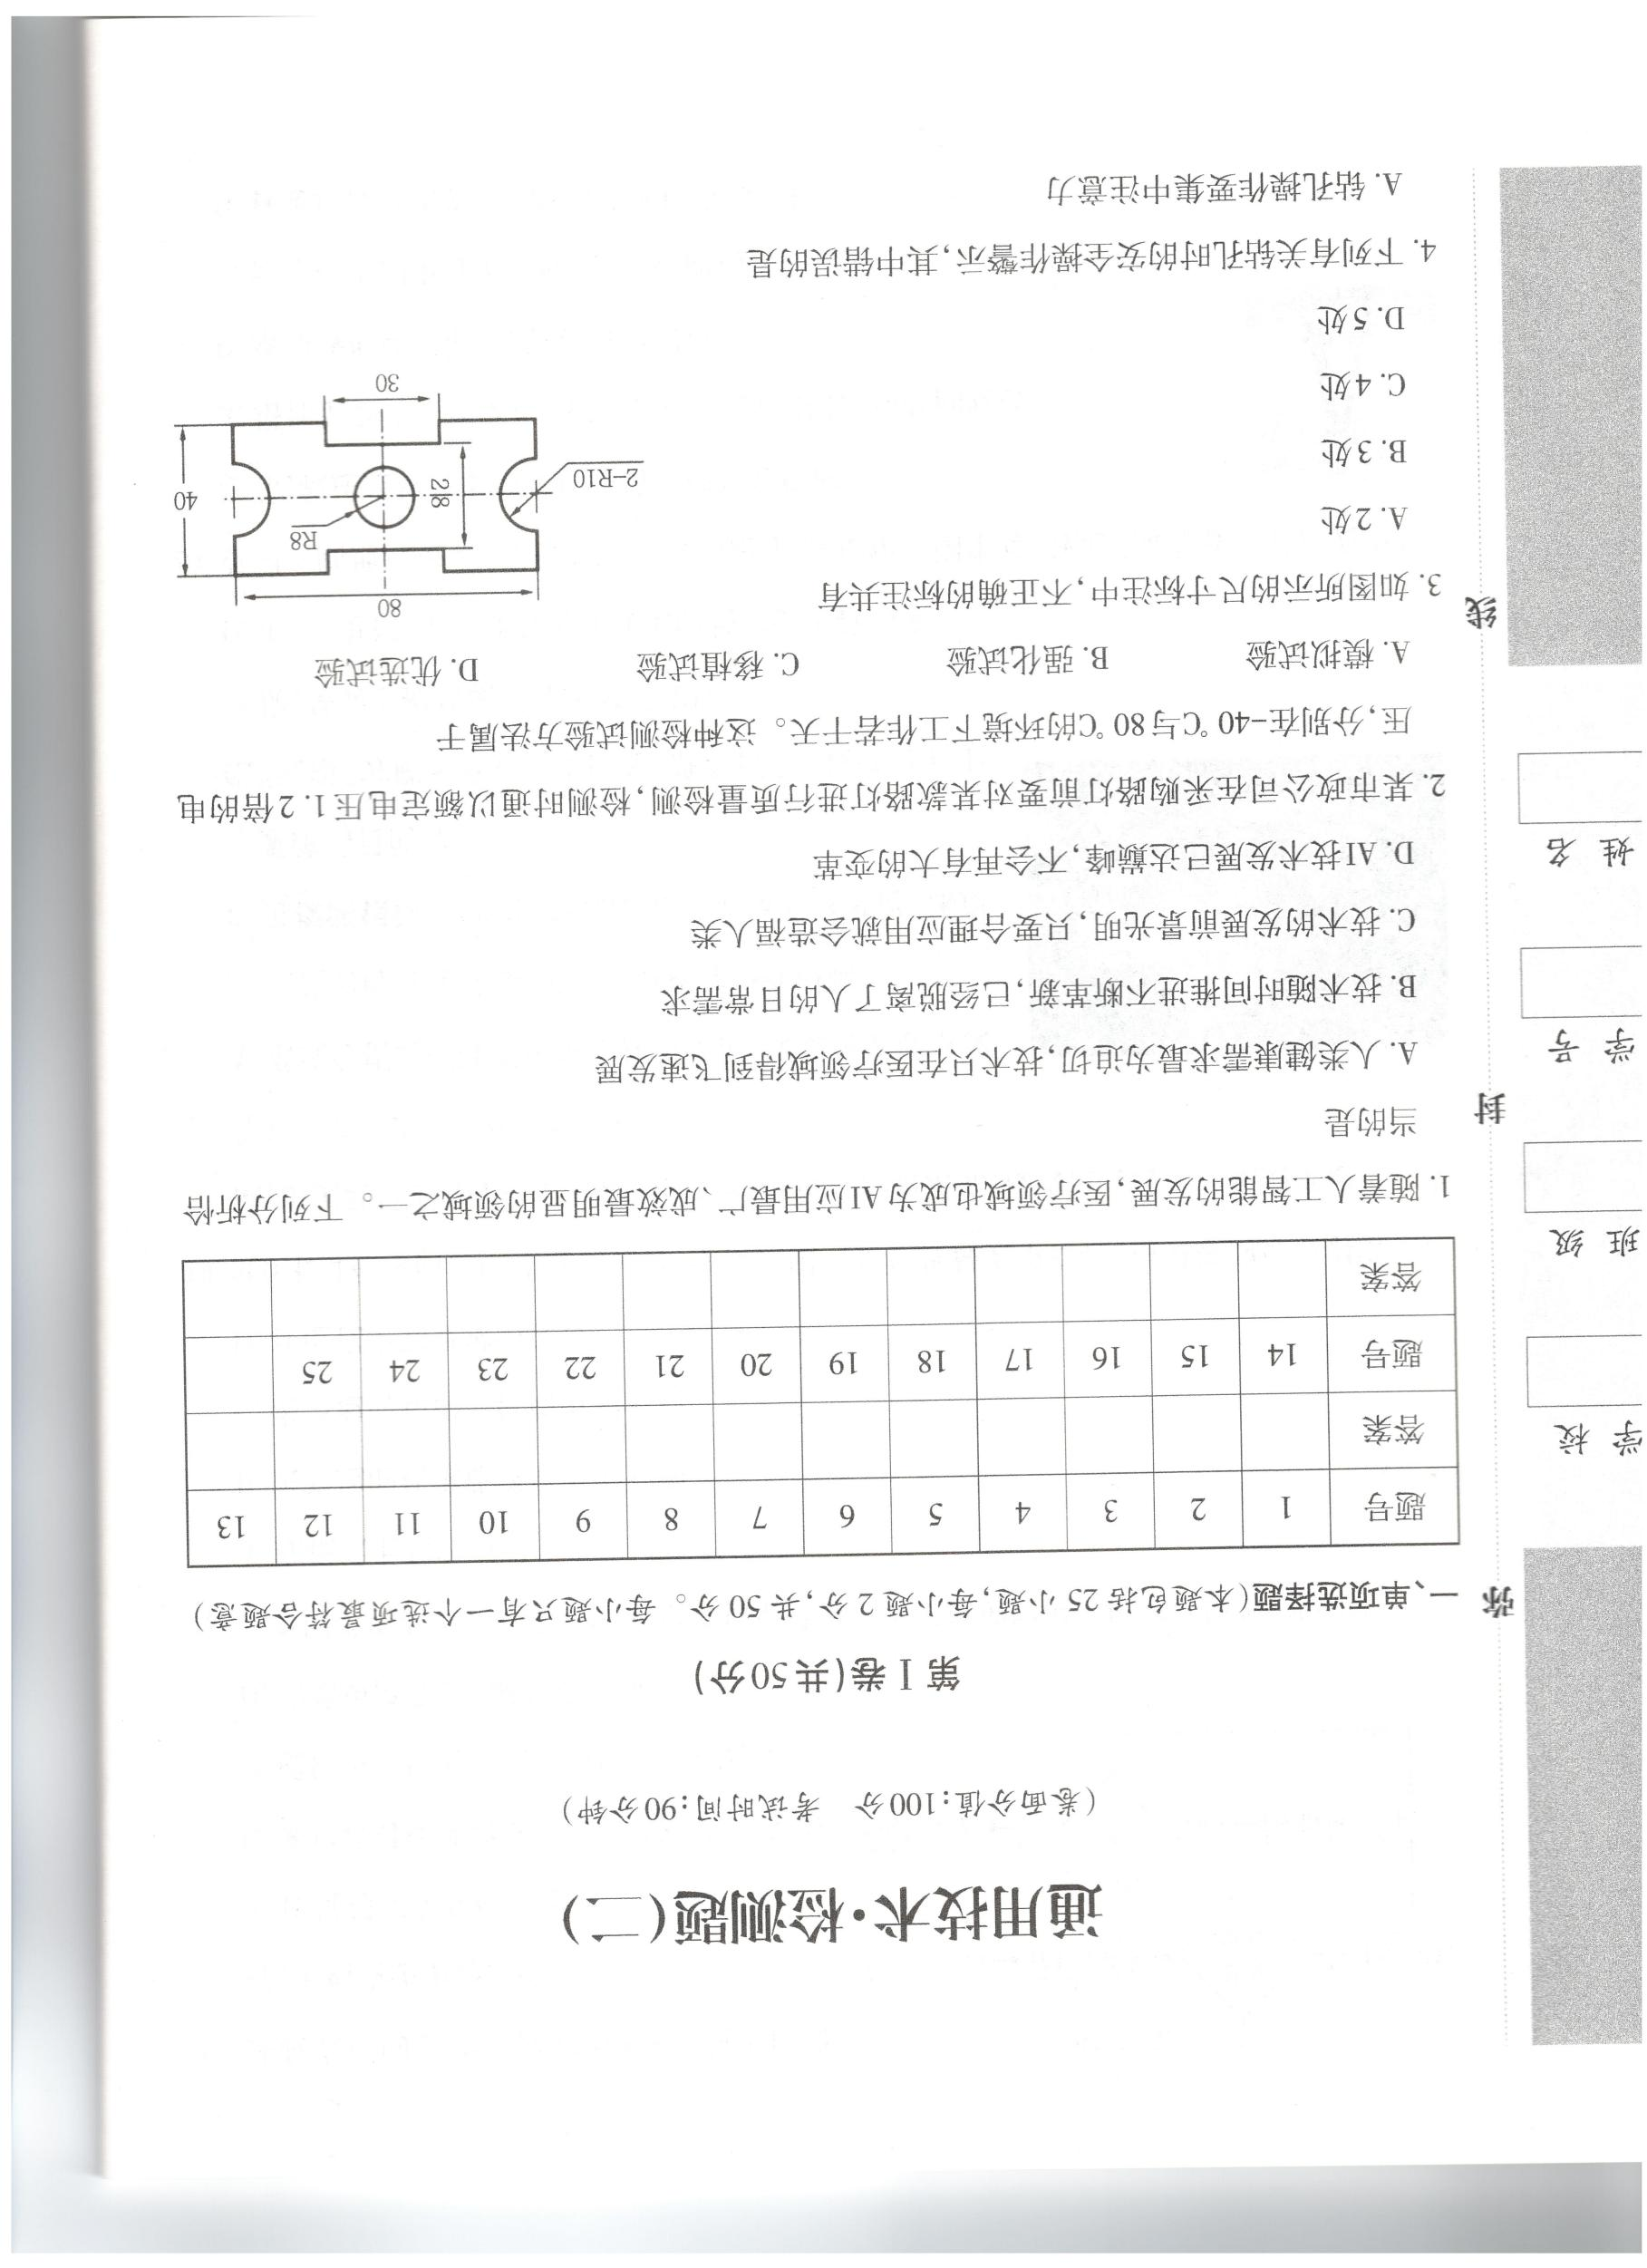 通用技术·检测题(二)
(卷面分值:100分 考试时间:90分钟)
第Ⅰ卷(共50分)
一、单项选择题(本题包括25小题,每小题2分,共50分。每小题只有一个选项最符合题意)
题号 1 2 3 4 5 6 7 8 9 10 11 12 13
答案
题号 14 15 16 17 18 19 20 21 22 23 24 25
答案
1. 随着人工智能的发展,医疗领域也成为AI应用最广、成效最明显的领域之一。下列分析恰
当的是
A. 人类健康需求最为迫切,技术只在医疗领域得到飞速发展
B. 技术随时间推进不断革新,已经脱离了人的日常需求
C. 技术的发展前景光明,只要合理应用就会造福人类
D. AI技术发展已达巅峰,不会再有大的变革
2. 某市政公司在采购路灯前要对某款路灯进行质量检测,检测时通以额定电压1.2倍的电
压,分别在-40 ℃与80 ℃的环境下工作若干天。这种检测试验方法属于
A. 模拟试验 B. 强化试验 C. 移植试验 D. 优选试验
3. 如图所示的尺寸标注中,不正确的标注共有
A. 2处
B. 3处
C. 4处
D. 5处
80
R8
2-R10
28
40
30
4. 下列有关钻孔时的安全操作警示,其中错误的是
A. 钻孔操作要集中注意力
学 校
班 级
学 号
姓 名
弥
封
线